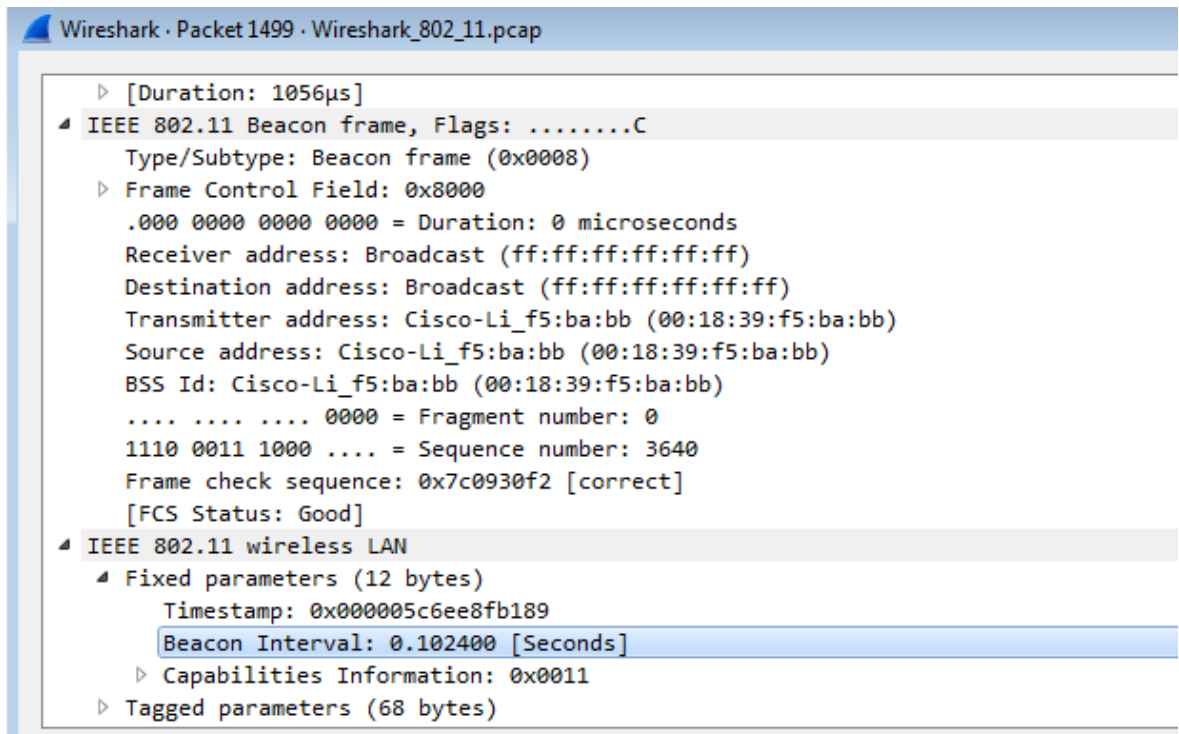 Wireshark · Packet 1499 · Wireshark_802_11.pcap
[Duration: 1056µs]
IEEE 802.11 Beacon frame, Flags: ........C
Type/Subtype: Beacon frame (0x0008)
Frame Control Field: 0x8000
.000 0000 0000 0000 = Duration: 0 microseconds
Receiver address: Broadcast (ff:ff:ff:ff:ff:ff)
Destination address: Broadcast (ff:ff:ff:ff:ff:ff)
Transmitter address: Cisco-Li_f5:ba:bb (00:18:39:f5:ba:bb)
Source address: Cisco-Li_f5:ba:bb (00:18:39:f5:ba:bb)
BSS Id: Cisco-Li_f5:ba:bb (00:18:39:f5:ba:bb)
.... .... .... 0000 = Fragment number: 0
1110 0011 1000 .... = Sequence number: 3640
Frame check sequence: 0x7c0930f2 [correct]
[FCS Status: Good]
IEEE 802.11 wireless LAN
Fixed parameters (12 bytes)
Timestamp: 0x000005c6ee8fb189
Beacon Interval: 0.102400 [Seconds]
Capabilities Information: 0x0011
Tagged parameters (68 bytes)